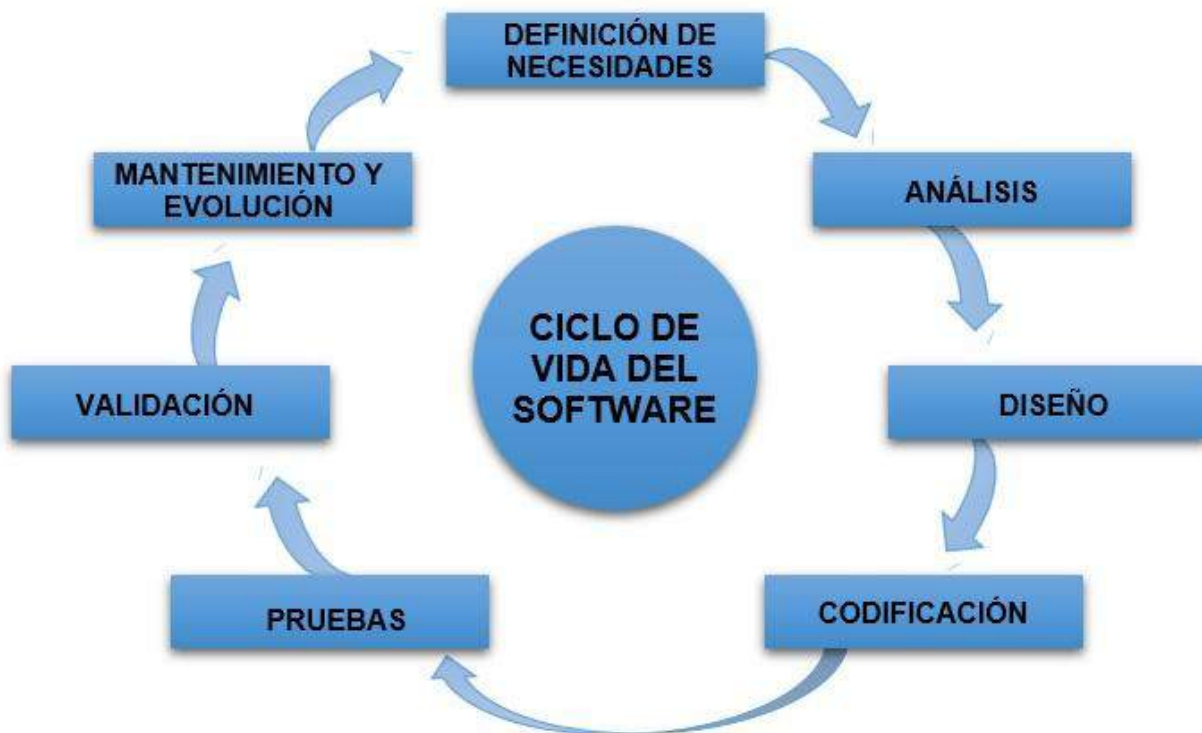 DEFINICIÓN DE
NECESIDADES
ANÁLISIS
DISEÑO
CODIFICACIÓN
PRUEBAS
VALIDACIÓN
MANTENIMIENTO Y
EVOLUCIÓN
CICLO DE
VIDA DEL
SOFTWARE